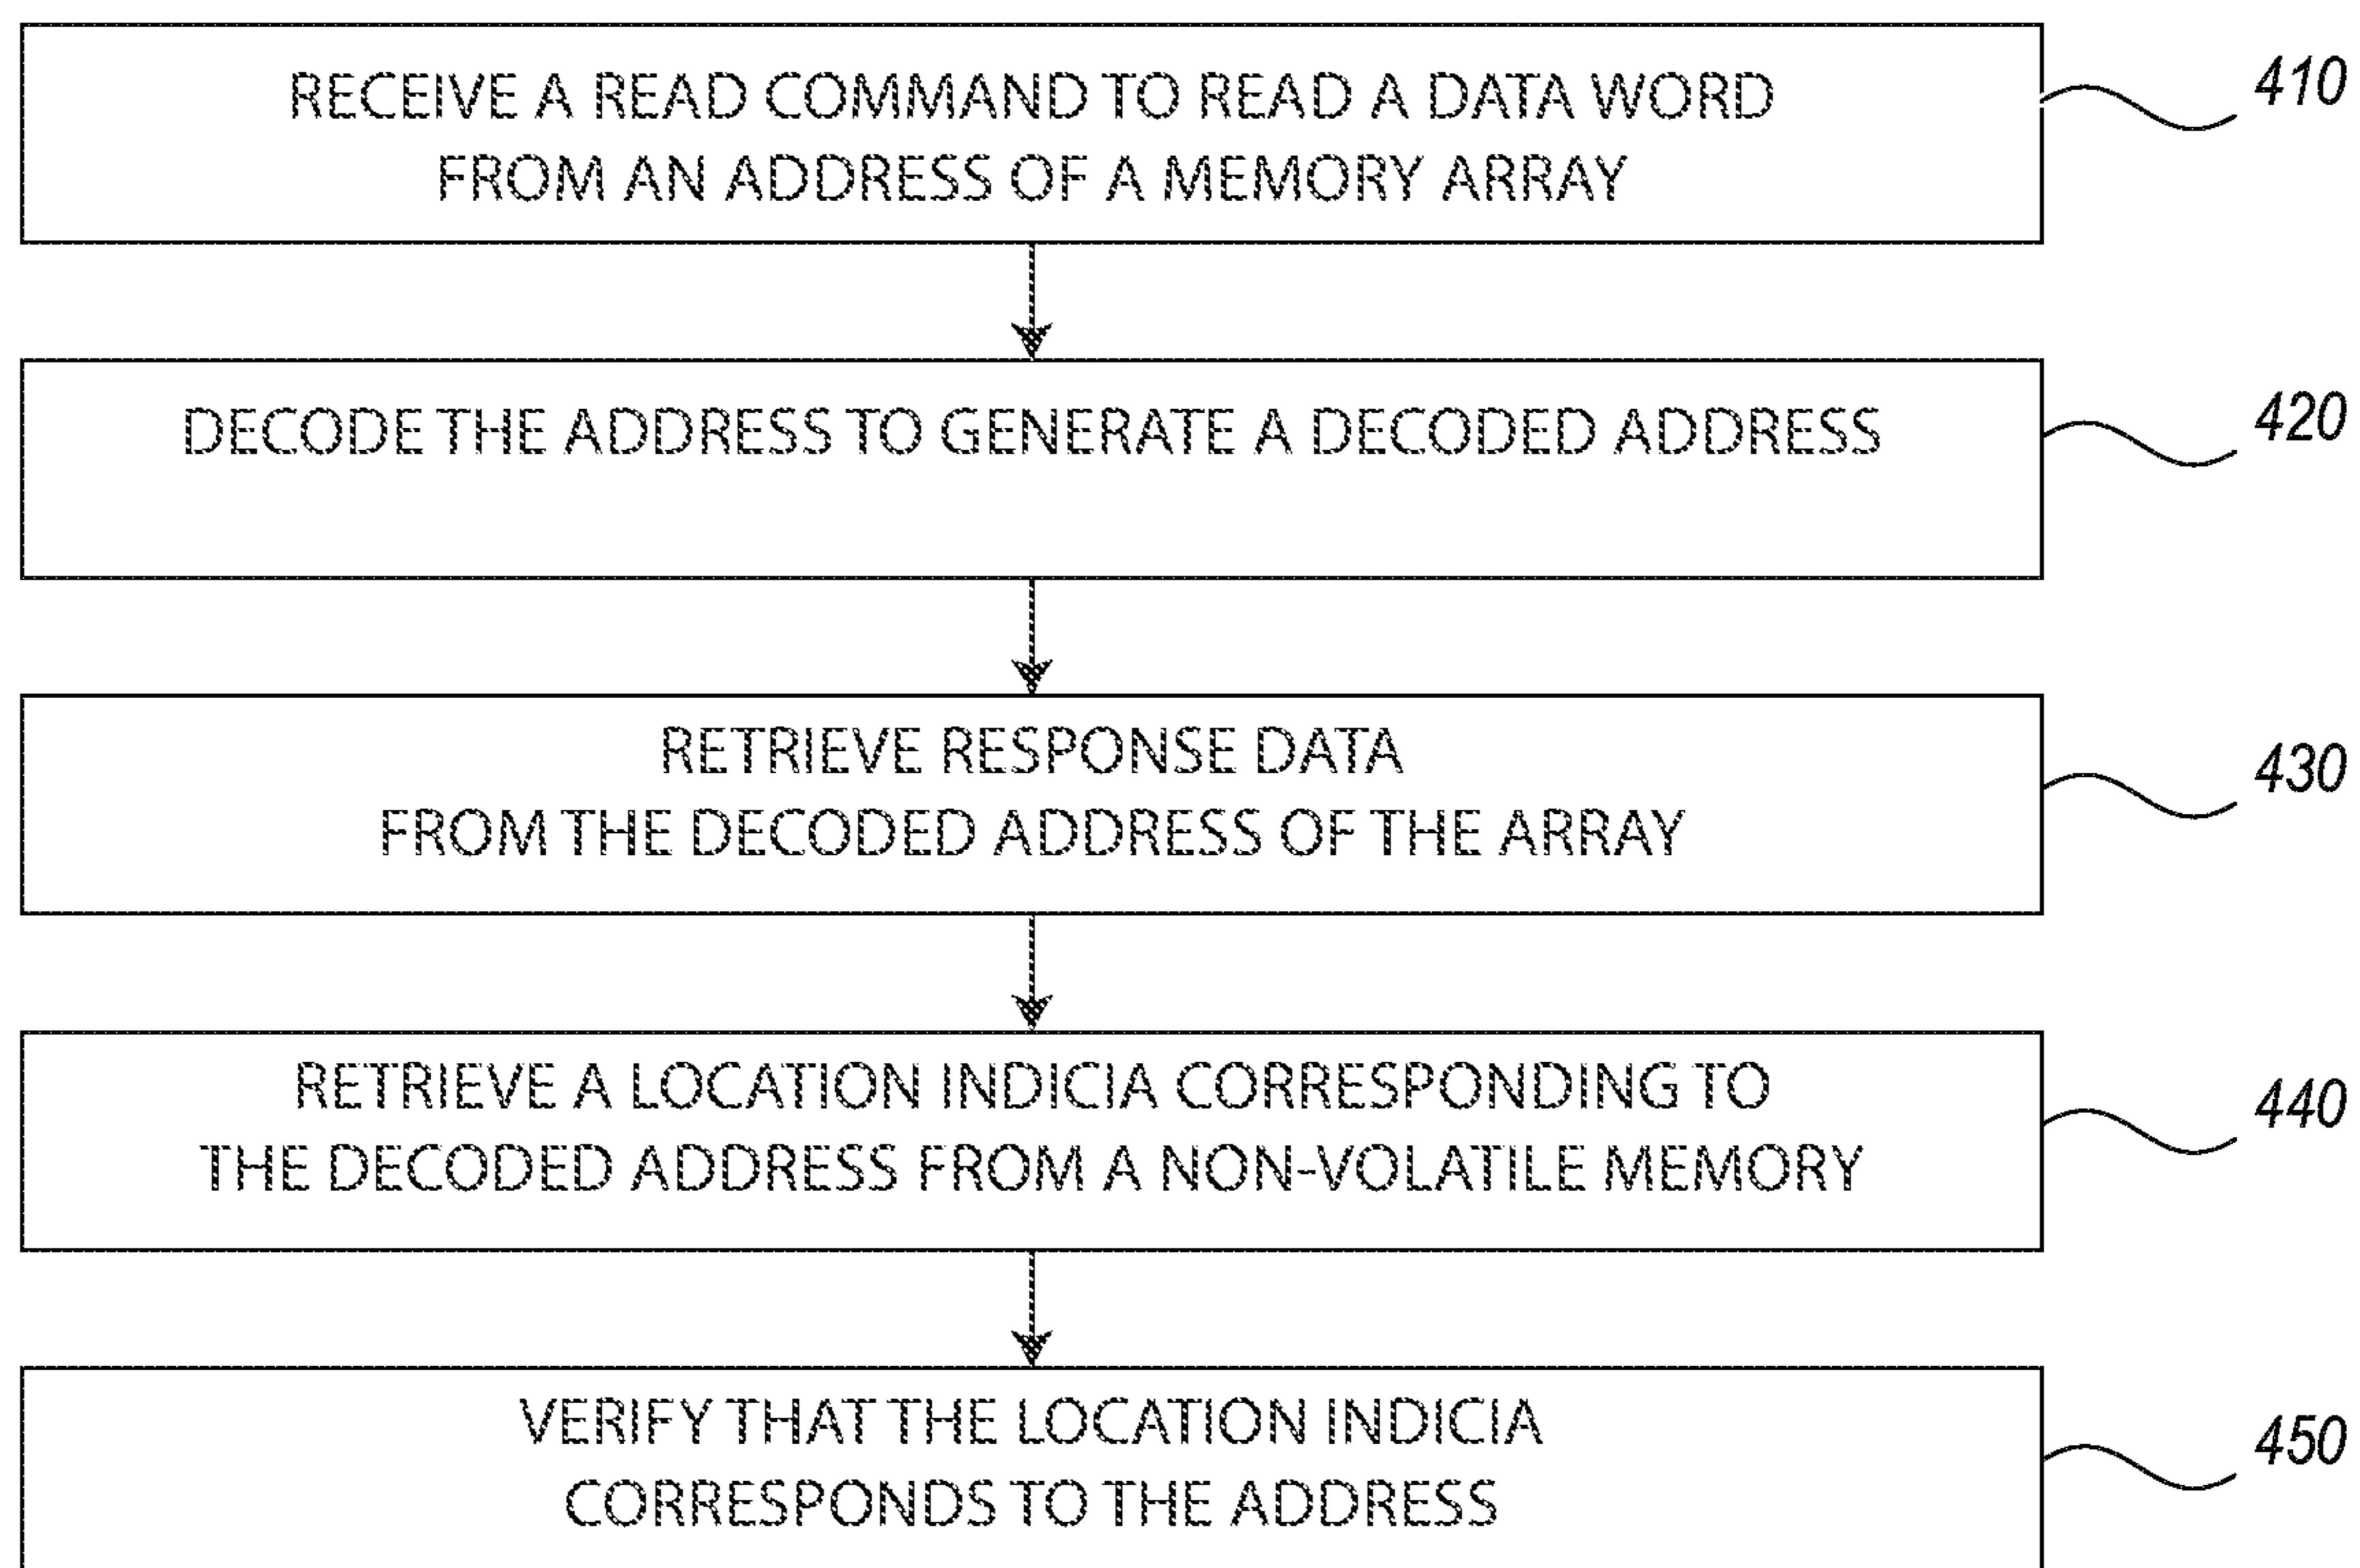 RECEIVE A READ COMMAND TO READ A DATA WORD
FROM AN ADDRESS OF A MEMORY ARRAY
410
DECODE THE ADDRESS TO GENERATE A DECODED ADDRESS
420
RETRIEVE RESPONSE DATA
FROM THE DECODED ADDRESS OF THE ARRAY
430
RETRIEVE A LOCATION INDICIA CORRESPONDING TO
THE DECODED ADDRESS FROM A NON-VOLATILE MEMORY
440
VERIFY THAT THE LOCATION INDICIA
CORRESPONDS TO THE ADDRESS
450